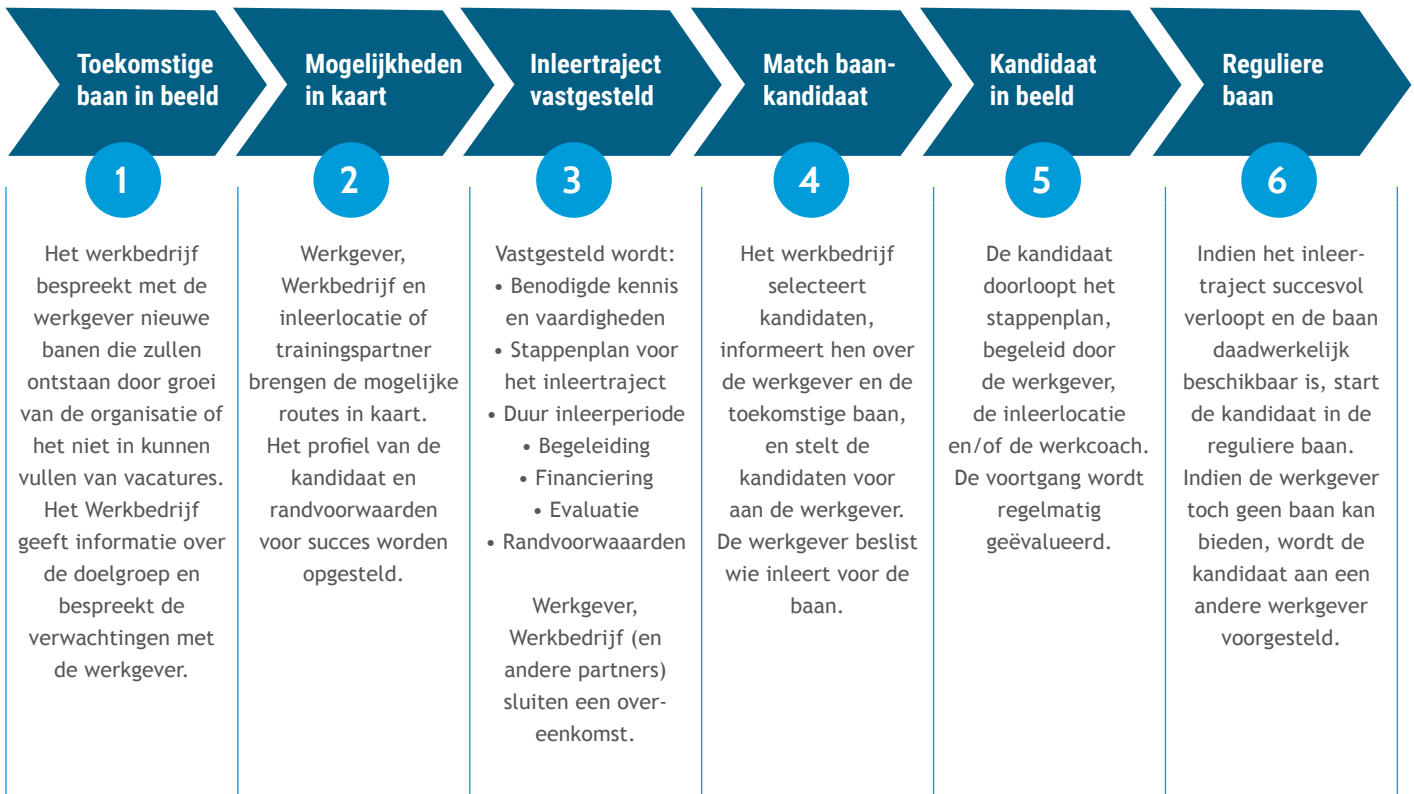 Toekomstige
baan in beeld
1
Het werkbedrijf
bespreekt met de
werkgever nieuwe
banen die zullen
ontstaan door groei
van de organisatie of
het niet in kunnen
vullen van vacatures.
Het Werkbedrijf
geeft informatie over
de doelgroep en
bespreekt de
verwachtingen met
de werkgever.
Mogelijkheden
in kaart
2
Werkgever,
Werkbedrijf en
inleerlocatie of
trainingspartner
brengen de mogelijke
routes in kaart.
Het profiel van de
kandidaat en
randvoorwaarden
voor succes worden
opgesteld.
Inleertraject
vastgesteld
3
Vastgesteld wordt:
• Benodigde kennis
en vaardigheden
• Stappenplan voor
het inleertraject
• Duur inleerperiode
• Begeleiding
• Financiering
• Evaluatie
• Randvoorwaaarden
Werkgever,
Werkbedrijf (en
andere partners)
sluiten een over-
eenkomst.
Match baan-
kandidaat
4
Het werkbedrijf
selecteert
kandidaten,
informeert hen over
de werkgever en de
toekomstige baan,
en stelt de
kandidaten voor
aan de werkgever.
De werkgever beslist
wie inleert voor de
baan.
Kandidaat
in beeld
5
De kandidaat
doorloopt het
stappenplan,
begeleid door
de werkgever,
de inleerlocatie
en/of de werkcoach.
De voortgang wordt
regelmatig
geëvalueerd.
Reguliere
baan
6
Indien het inleer-
traject succesvol
verloopt en de baan
daadwerkelijk
beschikbaar is, start
de kandidaat in de
reguliere baan.
Indien de werkgever
toch geen baan kan
bieden, wordt de
kandidaat aan een
andere werkgever
voorgesteld.